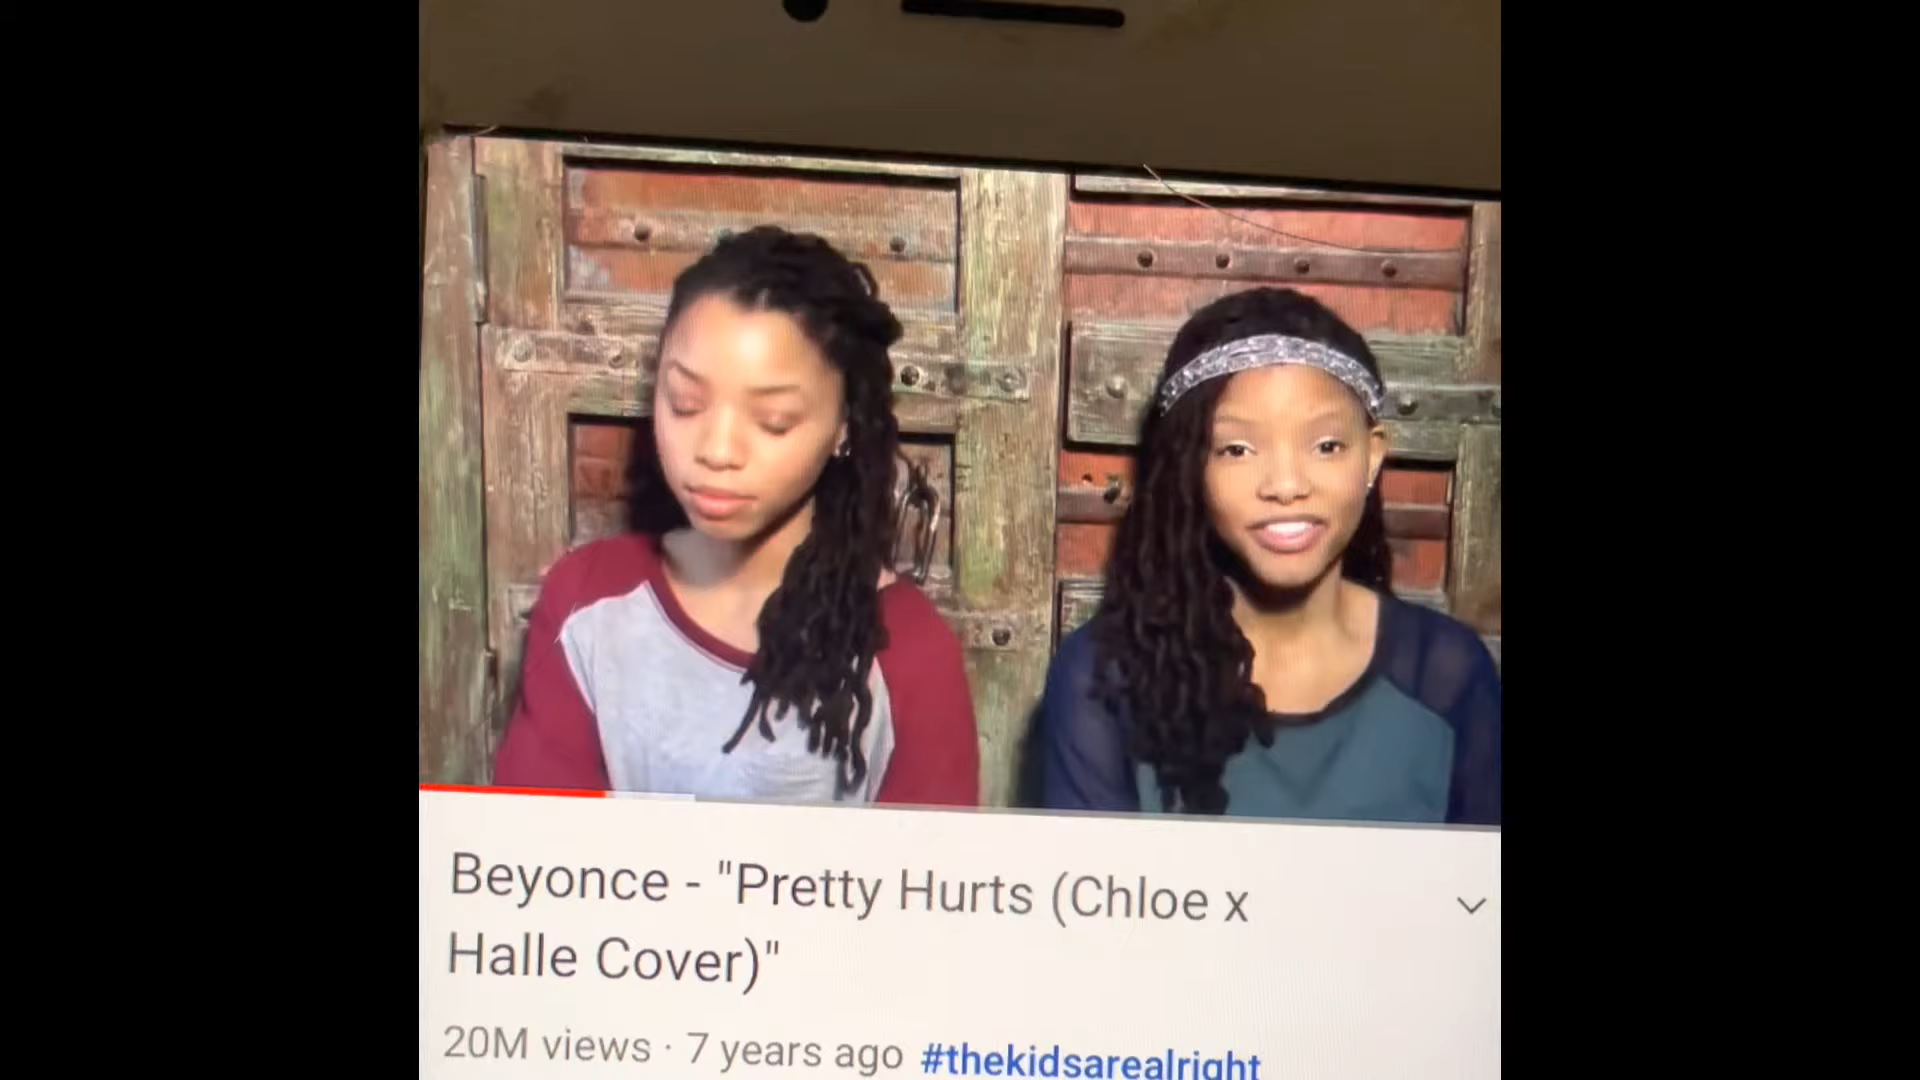 Beyonce - "Pretty Hurts (Chloe x
Halle Cover)"
20M views · 7 years ago #thekidsarealright